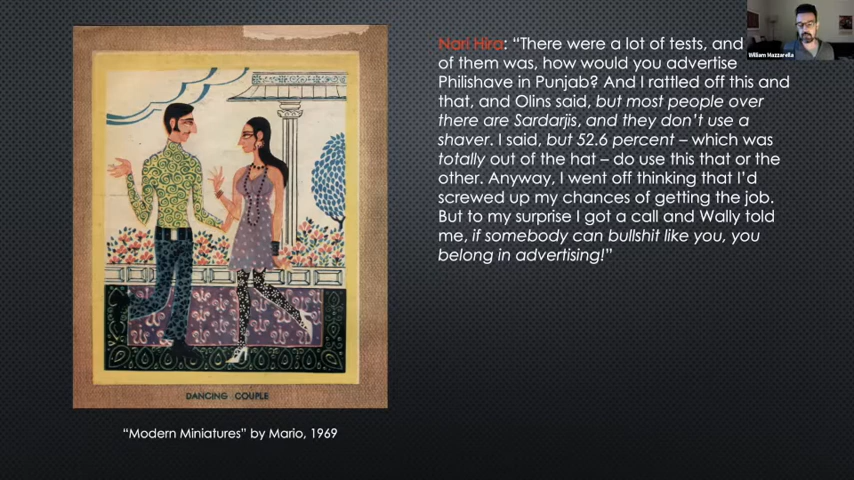 William Mazzarella
Nari Hira: “There were a lot of tests, and
of them was, how would you advertise
Philishave in Punjab? And I rattled off this and
that, and Olins said, but most people over
there are Sardarjis, and they don’t use a
shaver. I said, but 52.6 percent – which was
totally out of the hat – do use this that or the
other. Anyway, I went off thinking that I’d
screwed up my chances of getting the job.
But to my surprise I got a call and Wally told
me, if somebody can bullshit like you, you
belong in advertising!”
DANCING COUPLE
“Modern Miniatures” by Mario, 1969